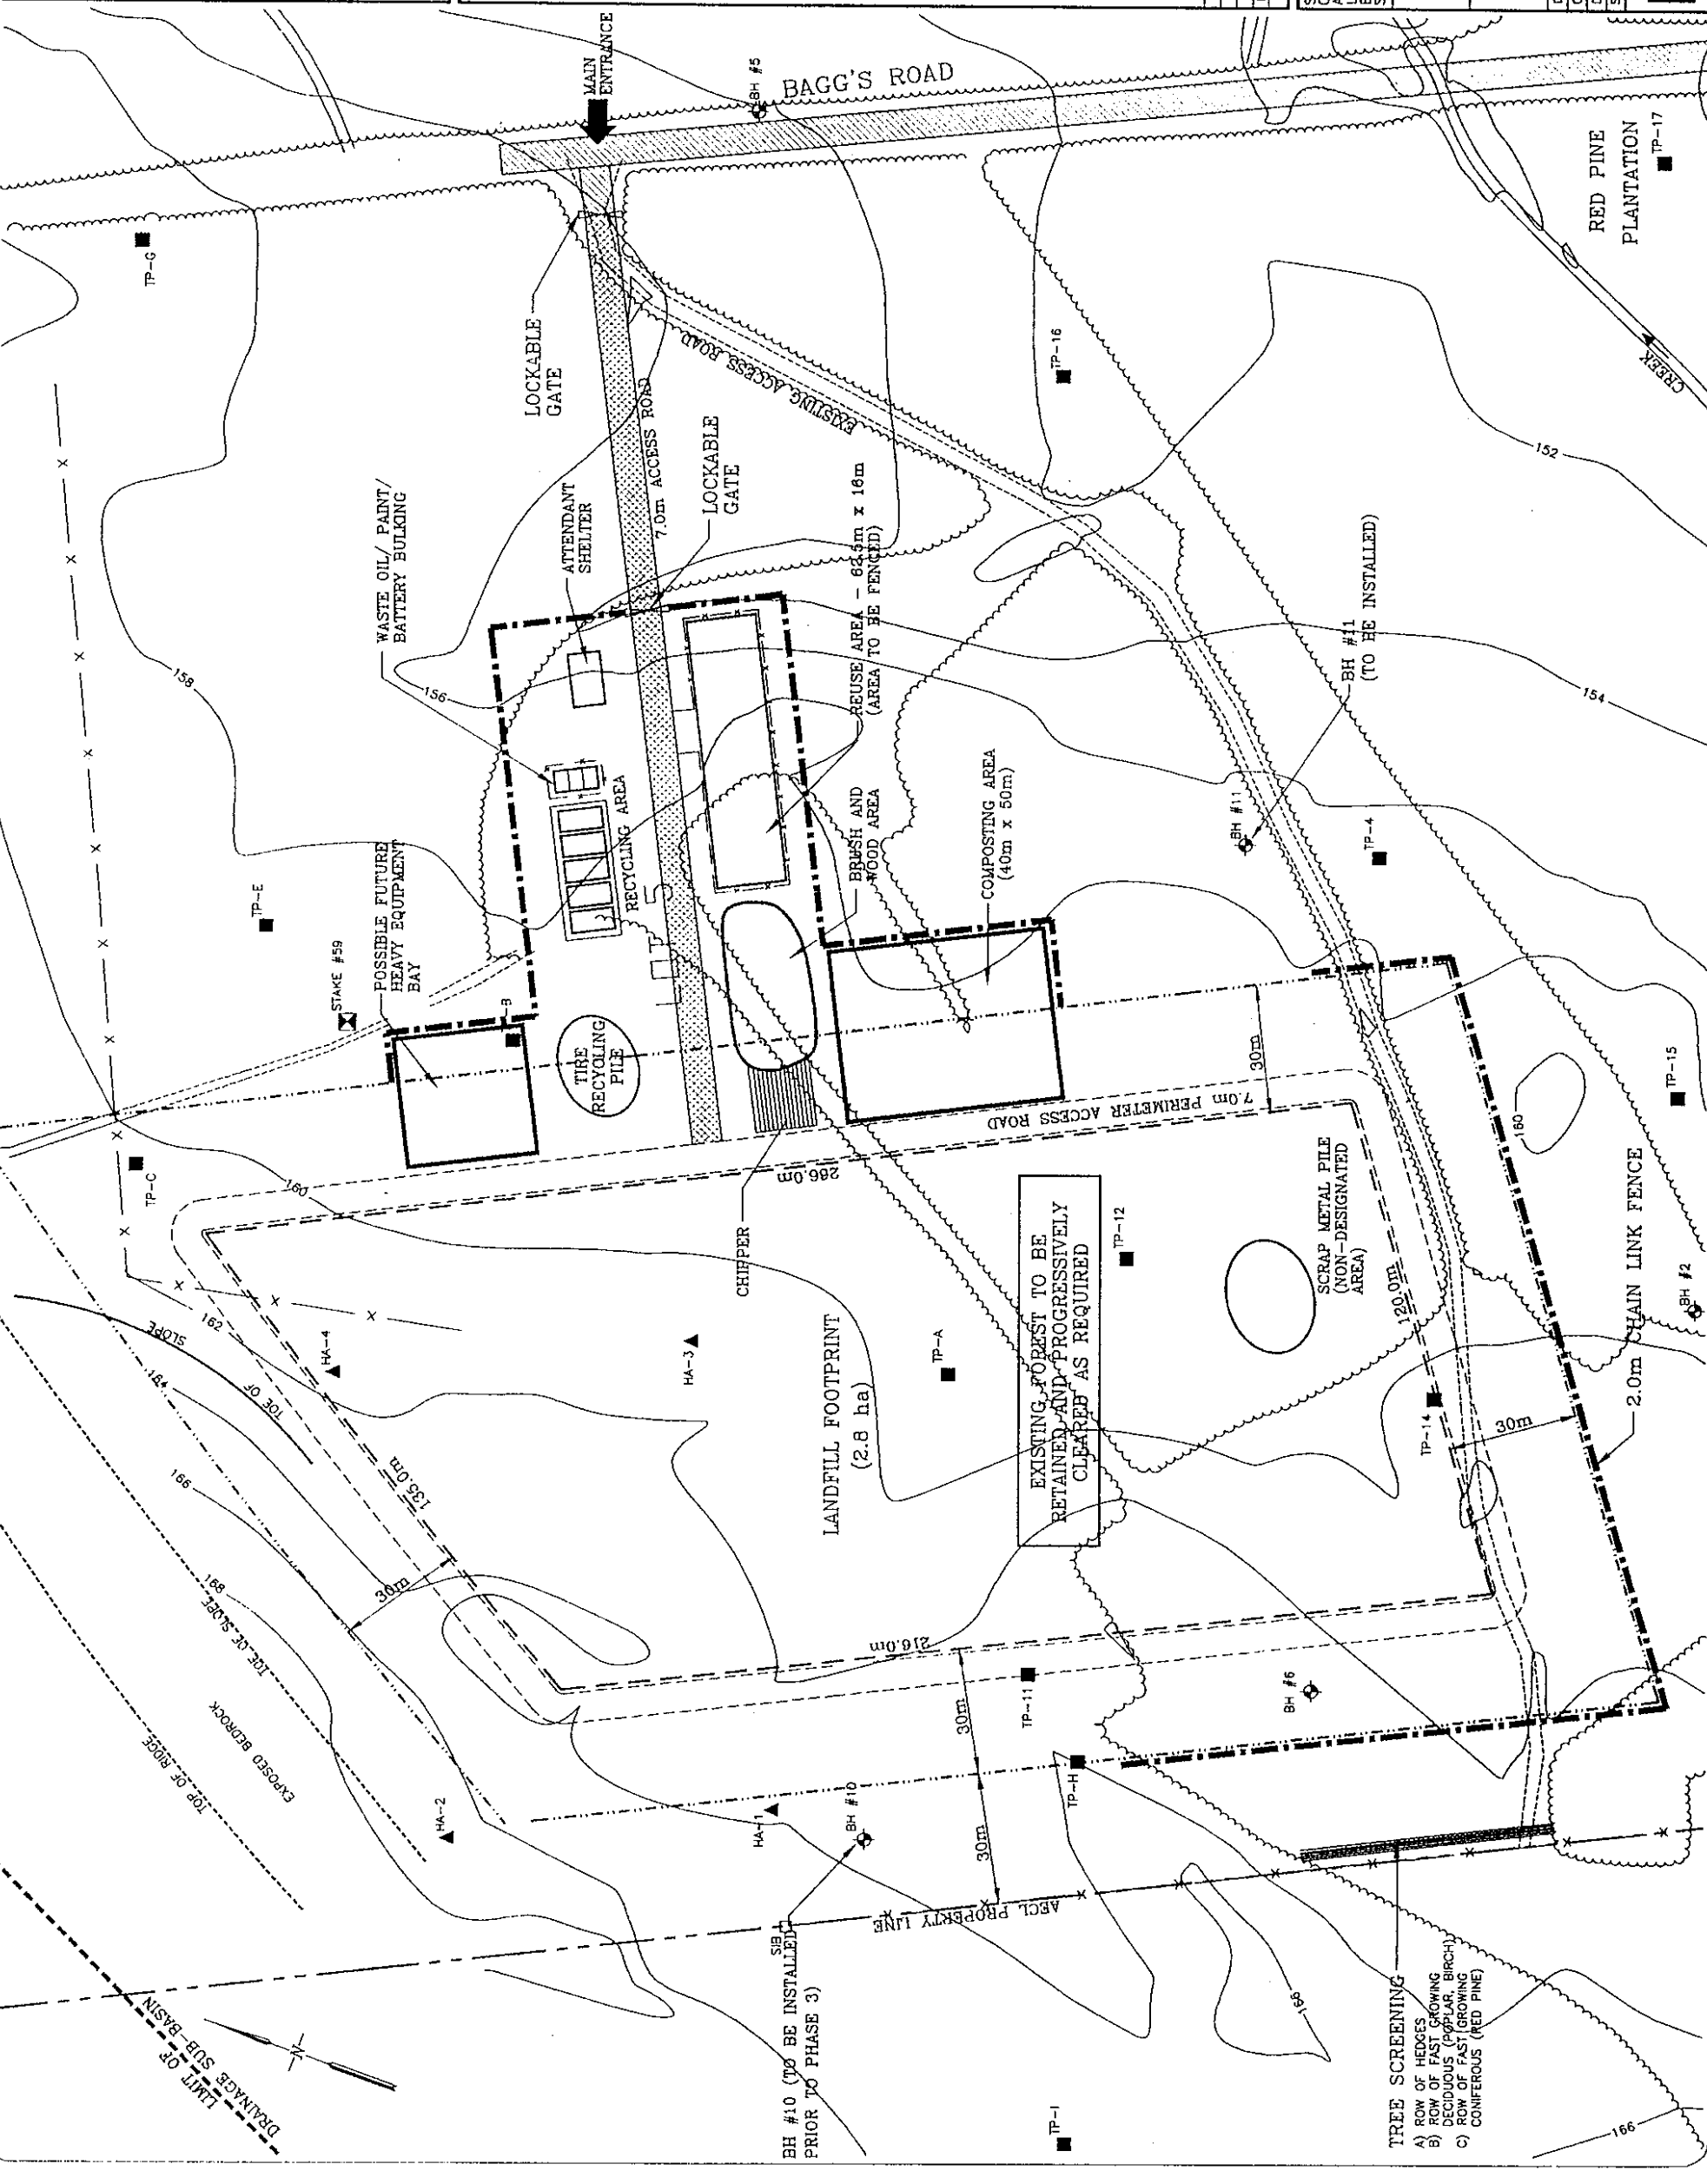 MAIN
ENTRANCE
BH #5
BAGG'S ROAD
RED PINE
PLANTATION
TP-17
TP-G
LOCKABLE
GATE
7.0m ACCESS ROAD
EXISTING ACCESS ROAD
TP-16
CREEK
152
WASTE OIL/ PAINT/
BATTERY BULKING
ATTENDANT
SHELTER
LOCKABLE
GATE
REUSE AREA - 62.5m x 16m
(AREA TO BE FENCED)
158
156
BH #11
(TO BE INSTALLED)
154
TP-E
STAKE #59
POSSIBLE FUTURE
HEAVY EQUIPMENT
BAY
RECYCLING AREA
BRUSH AND
WOOD AREA
COMPOSTING AREA
(40m x 50m)
BH #11
TP-4
TP-B
TIRE
RECYCLING
PILE
30m
TP-15
TP-C
160
7.0m PERIMETER ACCESS ROAD
266.0m
160
CHIPPER
TP-12
SCRAP METAL PILE
(NON-DESIGNATED
AREA)
2.0m CHAIN LINK FENCE
BH #2
162
164
TOE OF SLOPE
HA-4
HA-3
TP-A
LANDFILL FOOTPRINT
(2.8 ha)
EXISTING FOREST TO BE
RETAINED AND PROGRESSIVELY
CLEARED AS REQUIRED
120.0m
TP-14
30m
166
168
135.0m
30m
TOE OF SLOPE
EXPOSED BEDROCK
TOP OF RIDGE
216.0m
30m
TP-11
BH #6
HA-2
HA-1
BH #10
30m
TP-H
SIB
AECL PROPERTY LINE
BH #10 (TO BE INSTALLED
PRIOR TO PHASE 3)
LIMIT OF
DRAINAGE SUB-BASIN
N
TP-I
166
TREE SCREENING
A) ROW OF HEDGES
B) ROW OF FAST GROWING
DECIDUOUS (POPLAR, BIRCH)
C) ROW OF FAST GROWING
CONIFEROUS (RED PINE)
166